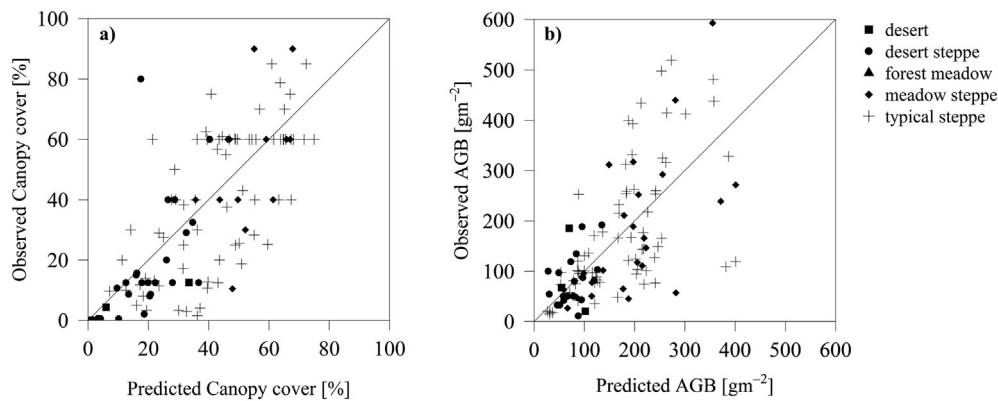 a)
100
80
60
40
20
0
0 20 40 60 80 100
Observed Canopy cover [%]
Predicted Canopy cover [%]
b)
600
500
400
300
200
100
0
0 100 200 300 400 500 600
Observed AGB [gm⁻²]
Predicted AGB [gm⁻²]
desert
desert steppe
forest meadow
meadow steppe
typical steppe